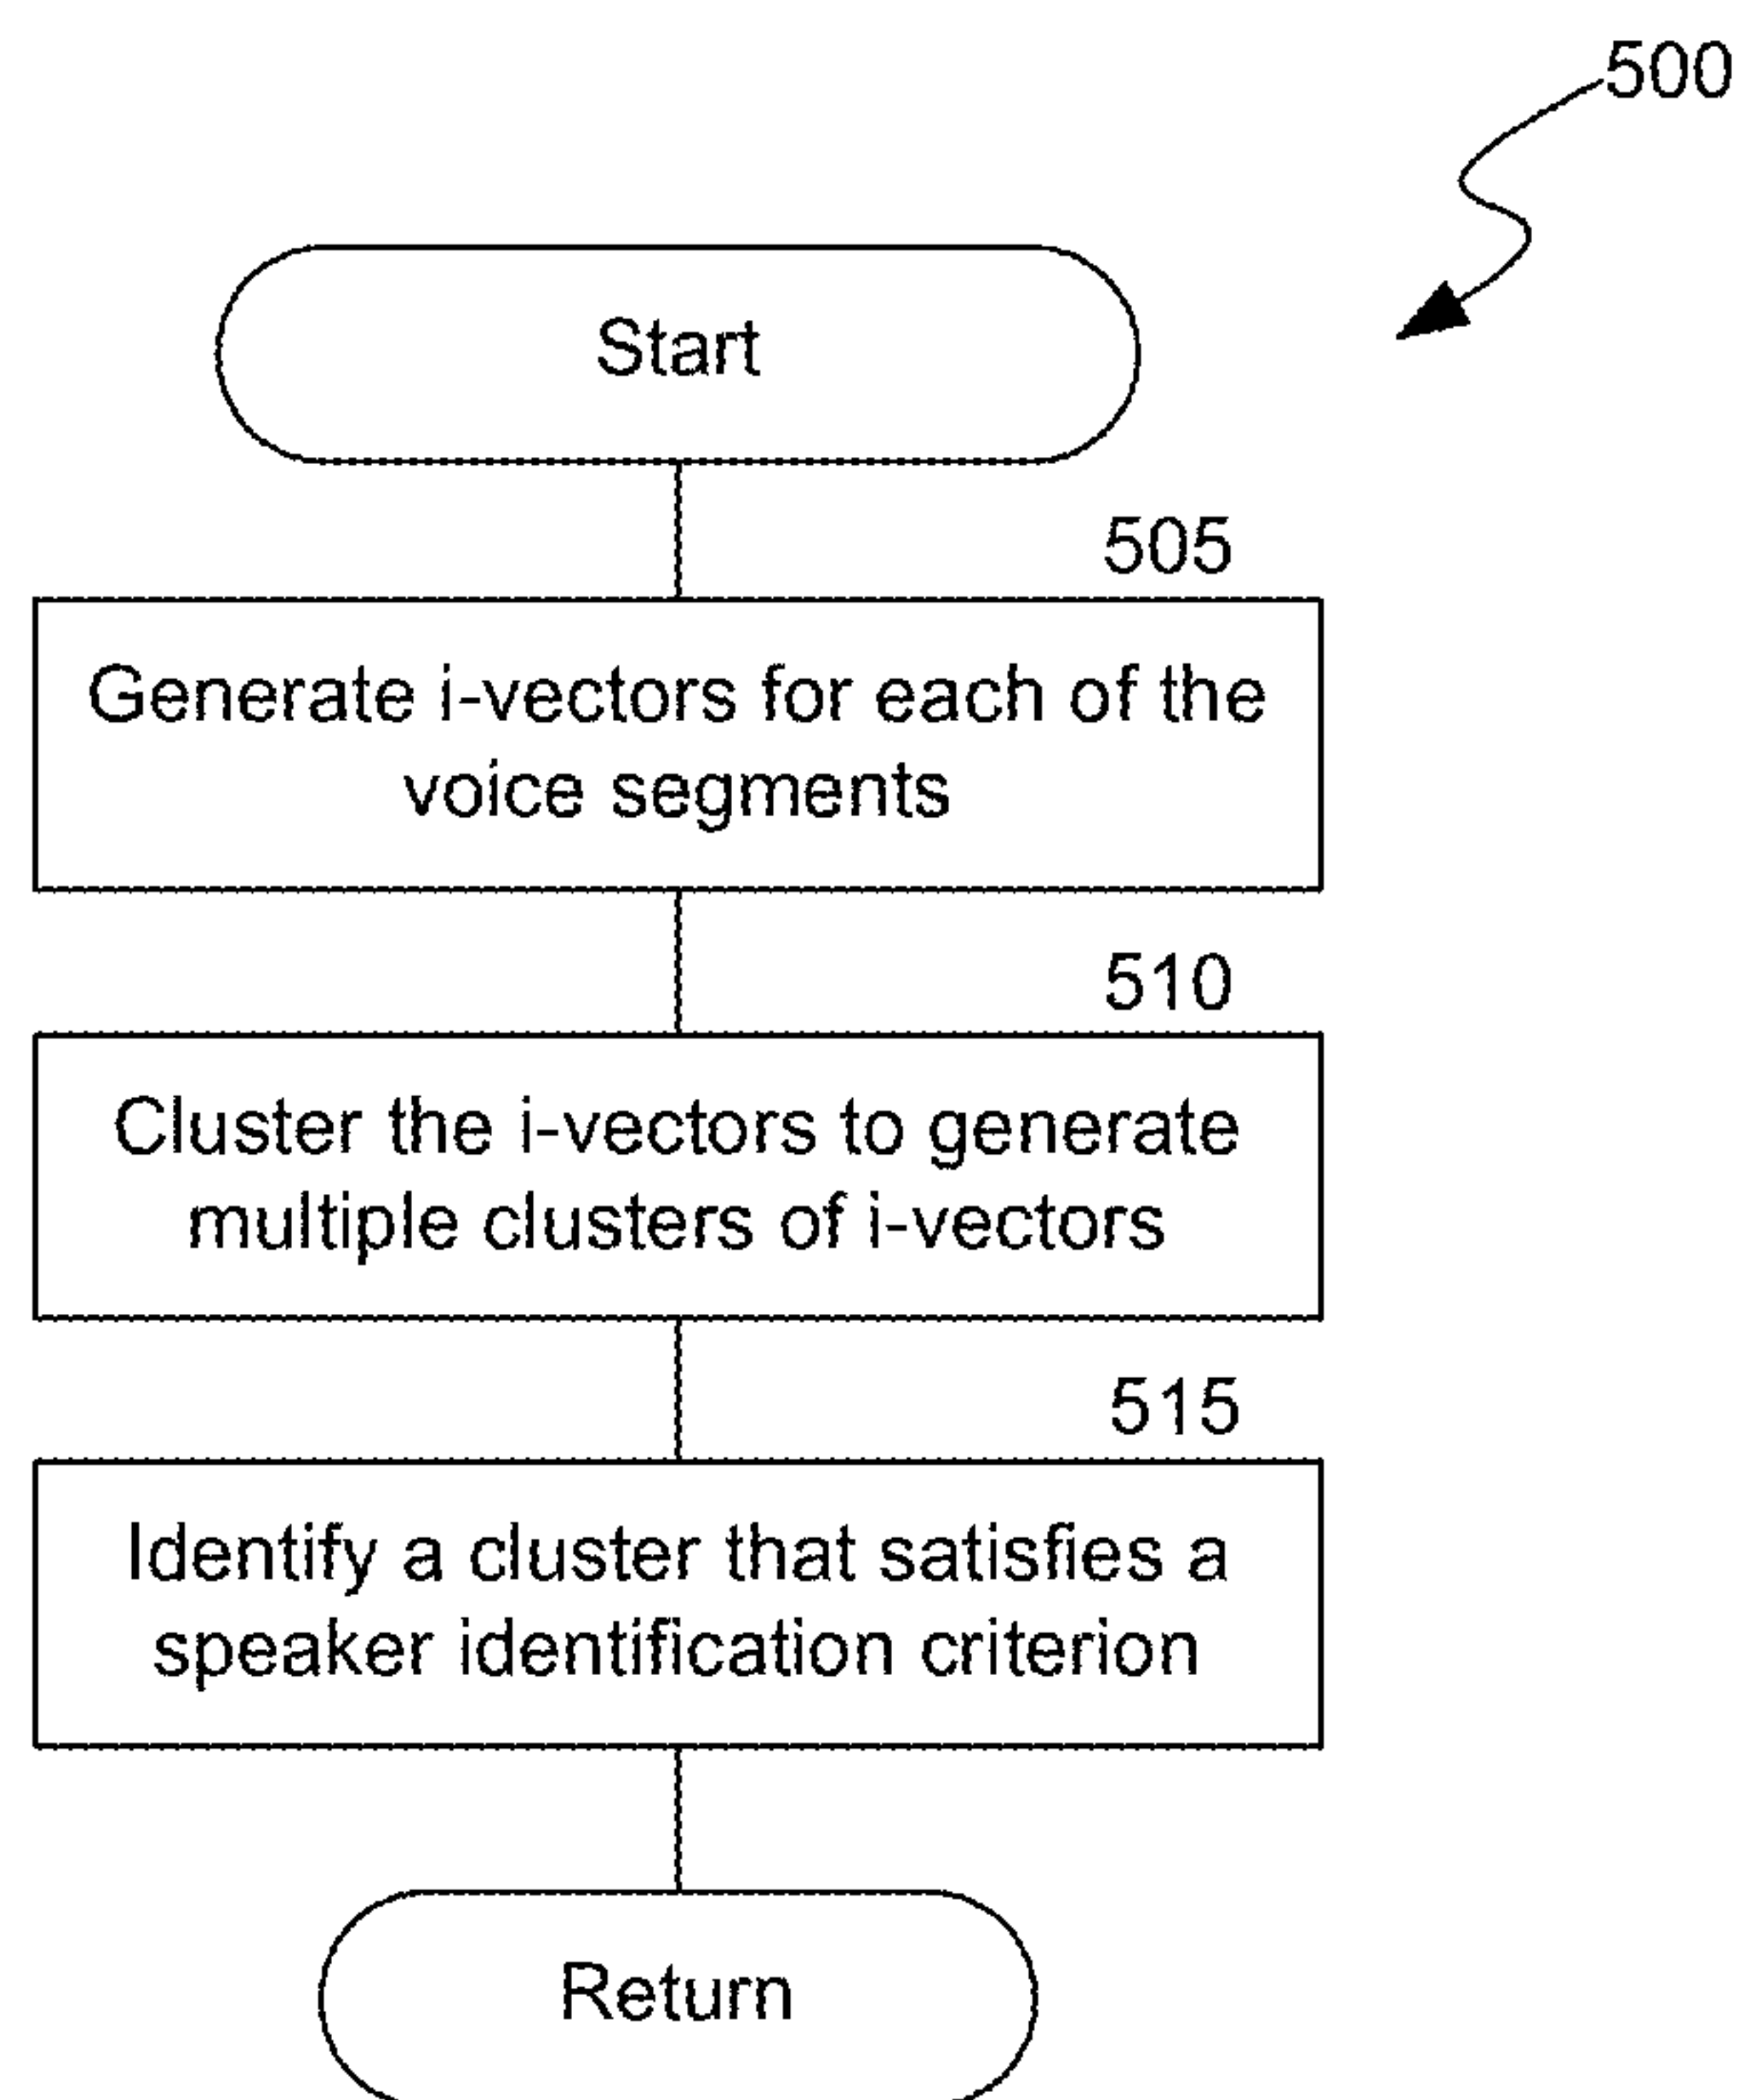 500
Start
505
Generate i-vectors for each of the
voice segments
510
Cluster the i-vectors to generate
multiple clusters of i-vectors
515
Identify a cluster that satisfies a
speaker identification criterion
Return